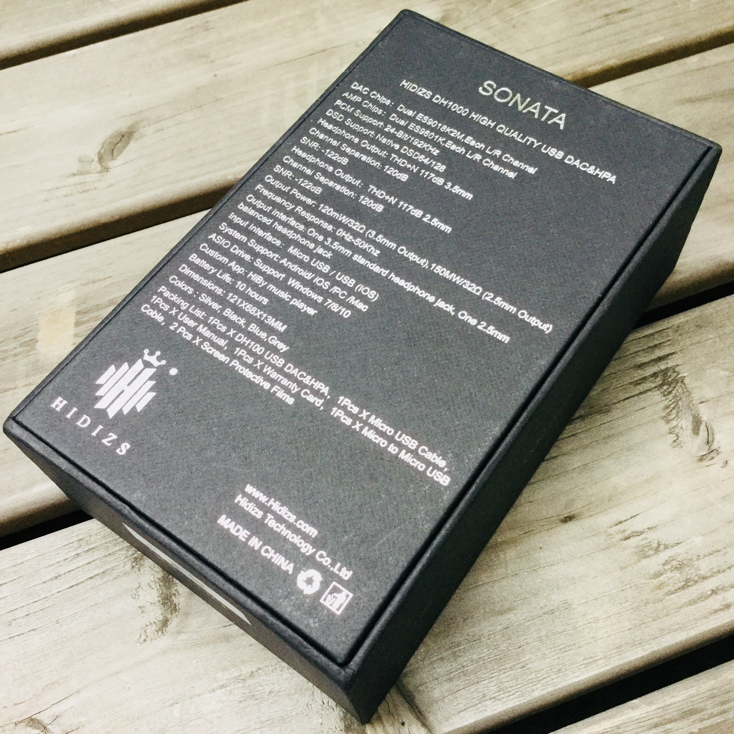 SONATA
HIDIZS DH1000 HIGH QUALITY USB DAC&HPA
DAC Chips: Dual ES9018K2M,Each L/R Channel
AMP Chips: Dual ES9601K,Each L/R Channel
PCM Support: 24-Bit/192KHz
DSD Support: Native DSD64/128
Headphone Output: THD+N 117dB 3.5mm
Channel Separation: 120dB
SNR: -122dB
Headphone Output: THD+N 117dB 2.5mm
Channel Separation: 120dB
SNR: -122dB
Output Power: 120mW/32Ω (3.5mm Output),150MW/32Ω (2.5mm Output)
Frequency Response: 0Hz-50Khz
Output Interface: One 3.5mm standard headphone jack, One 2.5mm
balanced headphone jack
Input Interface: Micro USB / USB (IOS)
System Support: Android/ IOS /PC /Mac
ASIO Drive: Support Windows 7/8/10
Custom App: HiBy music player
Battery Life: 10 hours
Dimensions: 121X68X13MM
Colors : Silver, Black, Blue,Grey
Packing List: 1Pcs X DH100 USB DAC&HPA, 1Pcs X Micro USB Cable,
1Pcs X User Manual, 1Pcs X Warranty Card, 1Pcs X Micro to Micro USB
Cable, 2 Pcs X Screen Protective Films
HIDIZS
www.Hidizs.com
Hidizs Technology Co.,Ltd
MADE IN CHINA